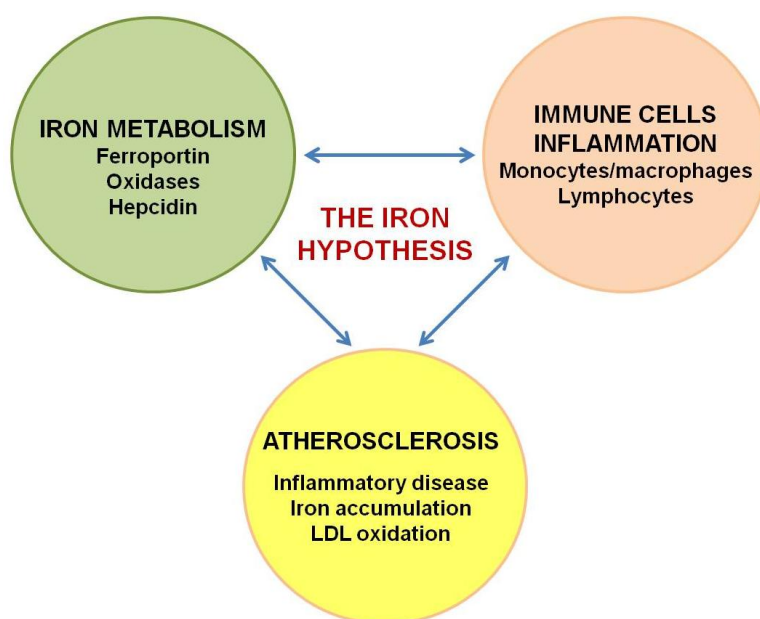 IRON METABOLISM
Ferroportin
Oxidases
Hepcidin
IMMUNE CELLS
INFLAMMATION
Monocytes/macrophages
Lymphocytes
THE IRON
HYPOTHESIS
ATHEROSCLEROSIS
Inflammatory disease
Iron accumulation
LDL oxidation